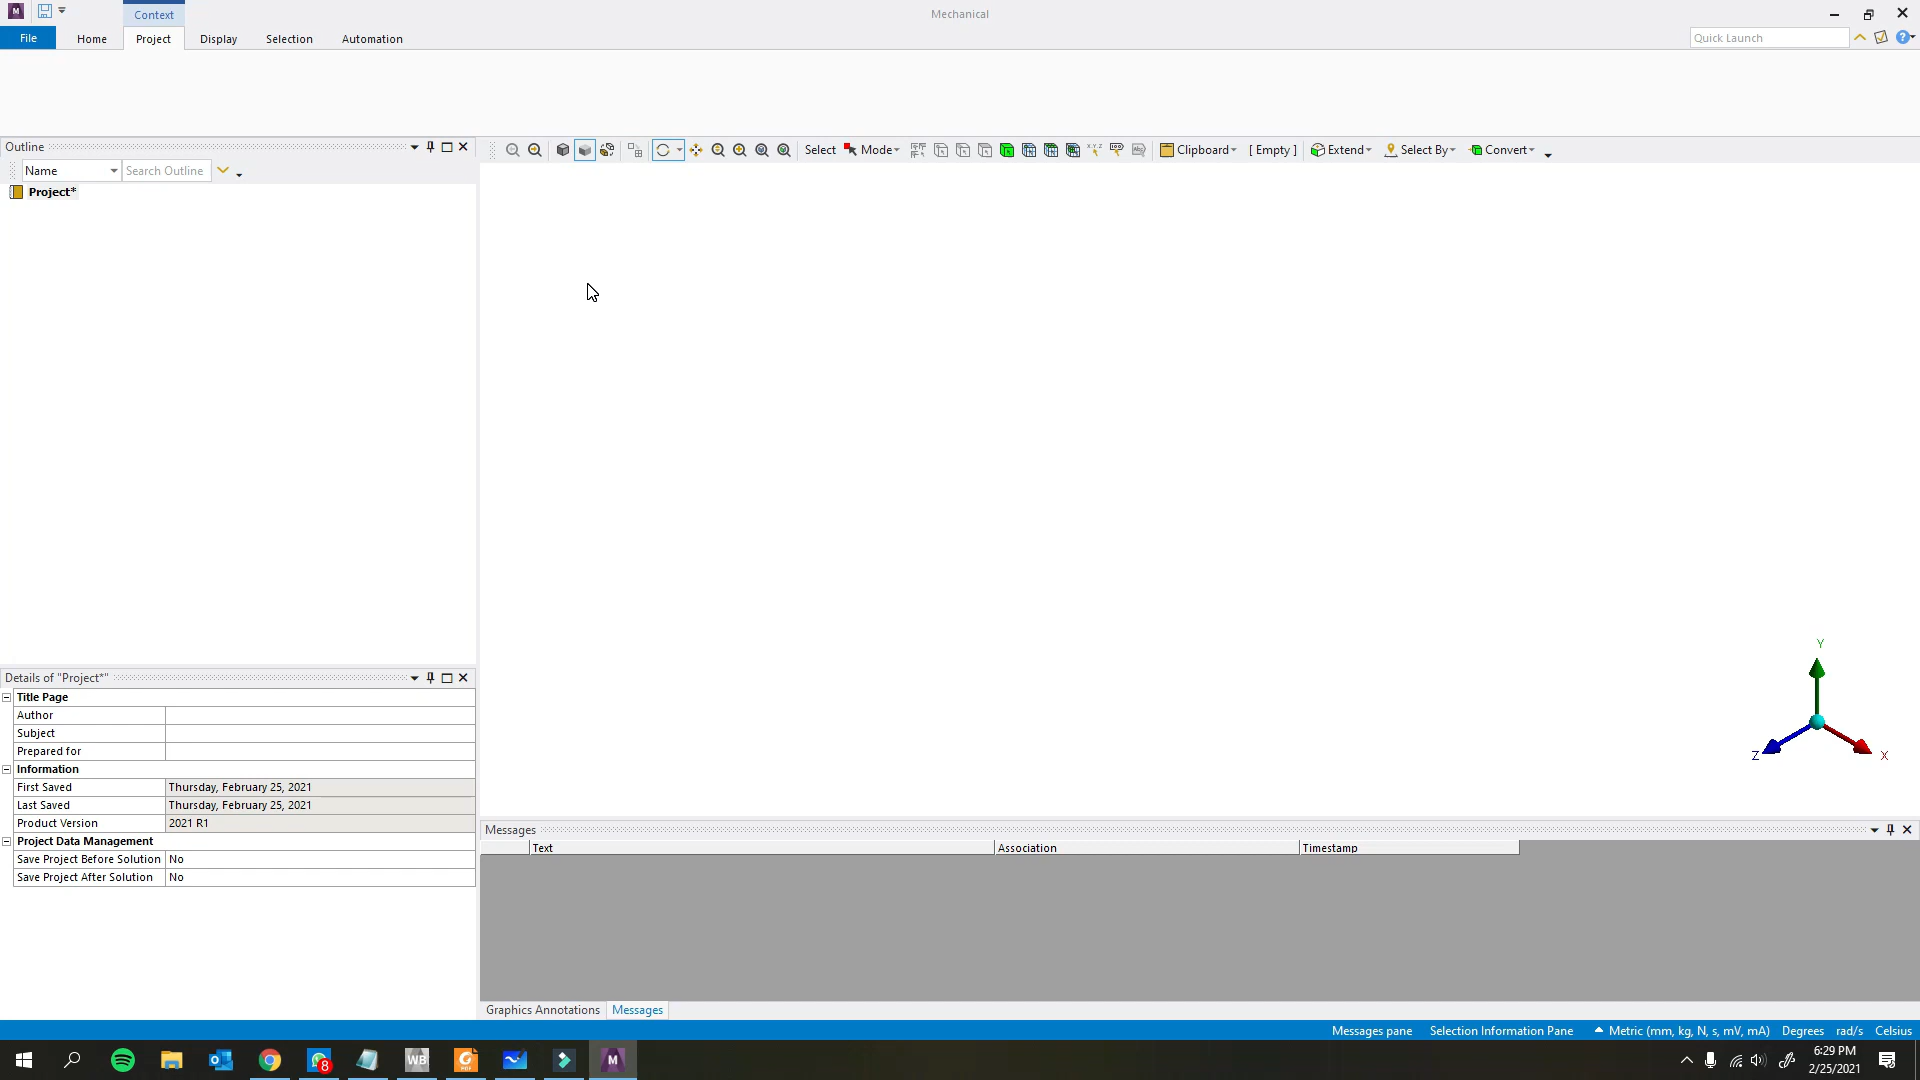 Context
Mechanical
File
Home
Project
Display
Selection
Automation
Quick Launch
Outline
Name
Search Outline
Project*
Select
Mode
Clipboard
[ Empty ]
Extend
Select By
Convert
Y
Z
X
Details of "Project*"
Title Page
Author
Subject
Prepared for
Information
First Saved Thursday, February 25, 2021
Last Saved Thursday, February 25, 2021
Product Version 2021 R1
Project Data Management
Save Project Before Solution No
Save Project After Solution No
Messages
Text Association Timestamp
Graphics Annotations Messages
Messages pane Selection Information Pane Metric (mm, kg, N, s, mV, mA) Degrees rad/s Celsius
8
WB
M
6:29 PM
2/25/2021